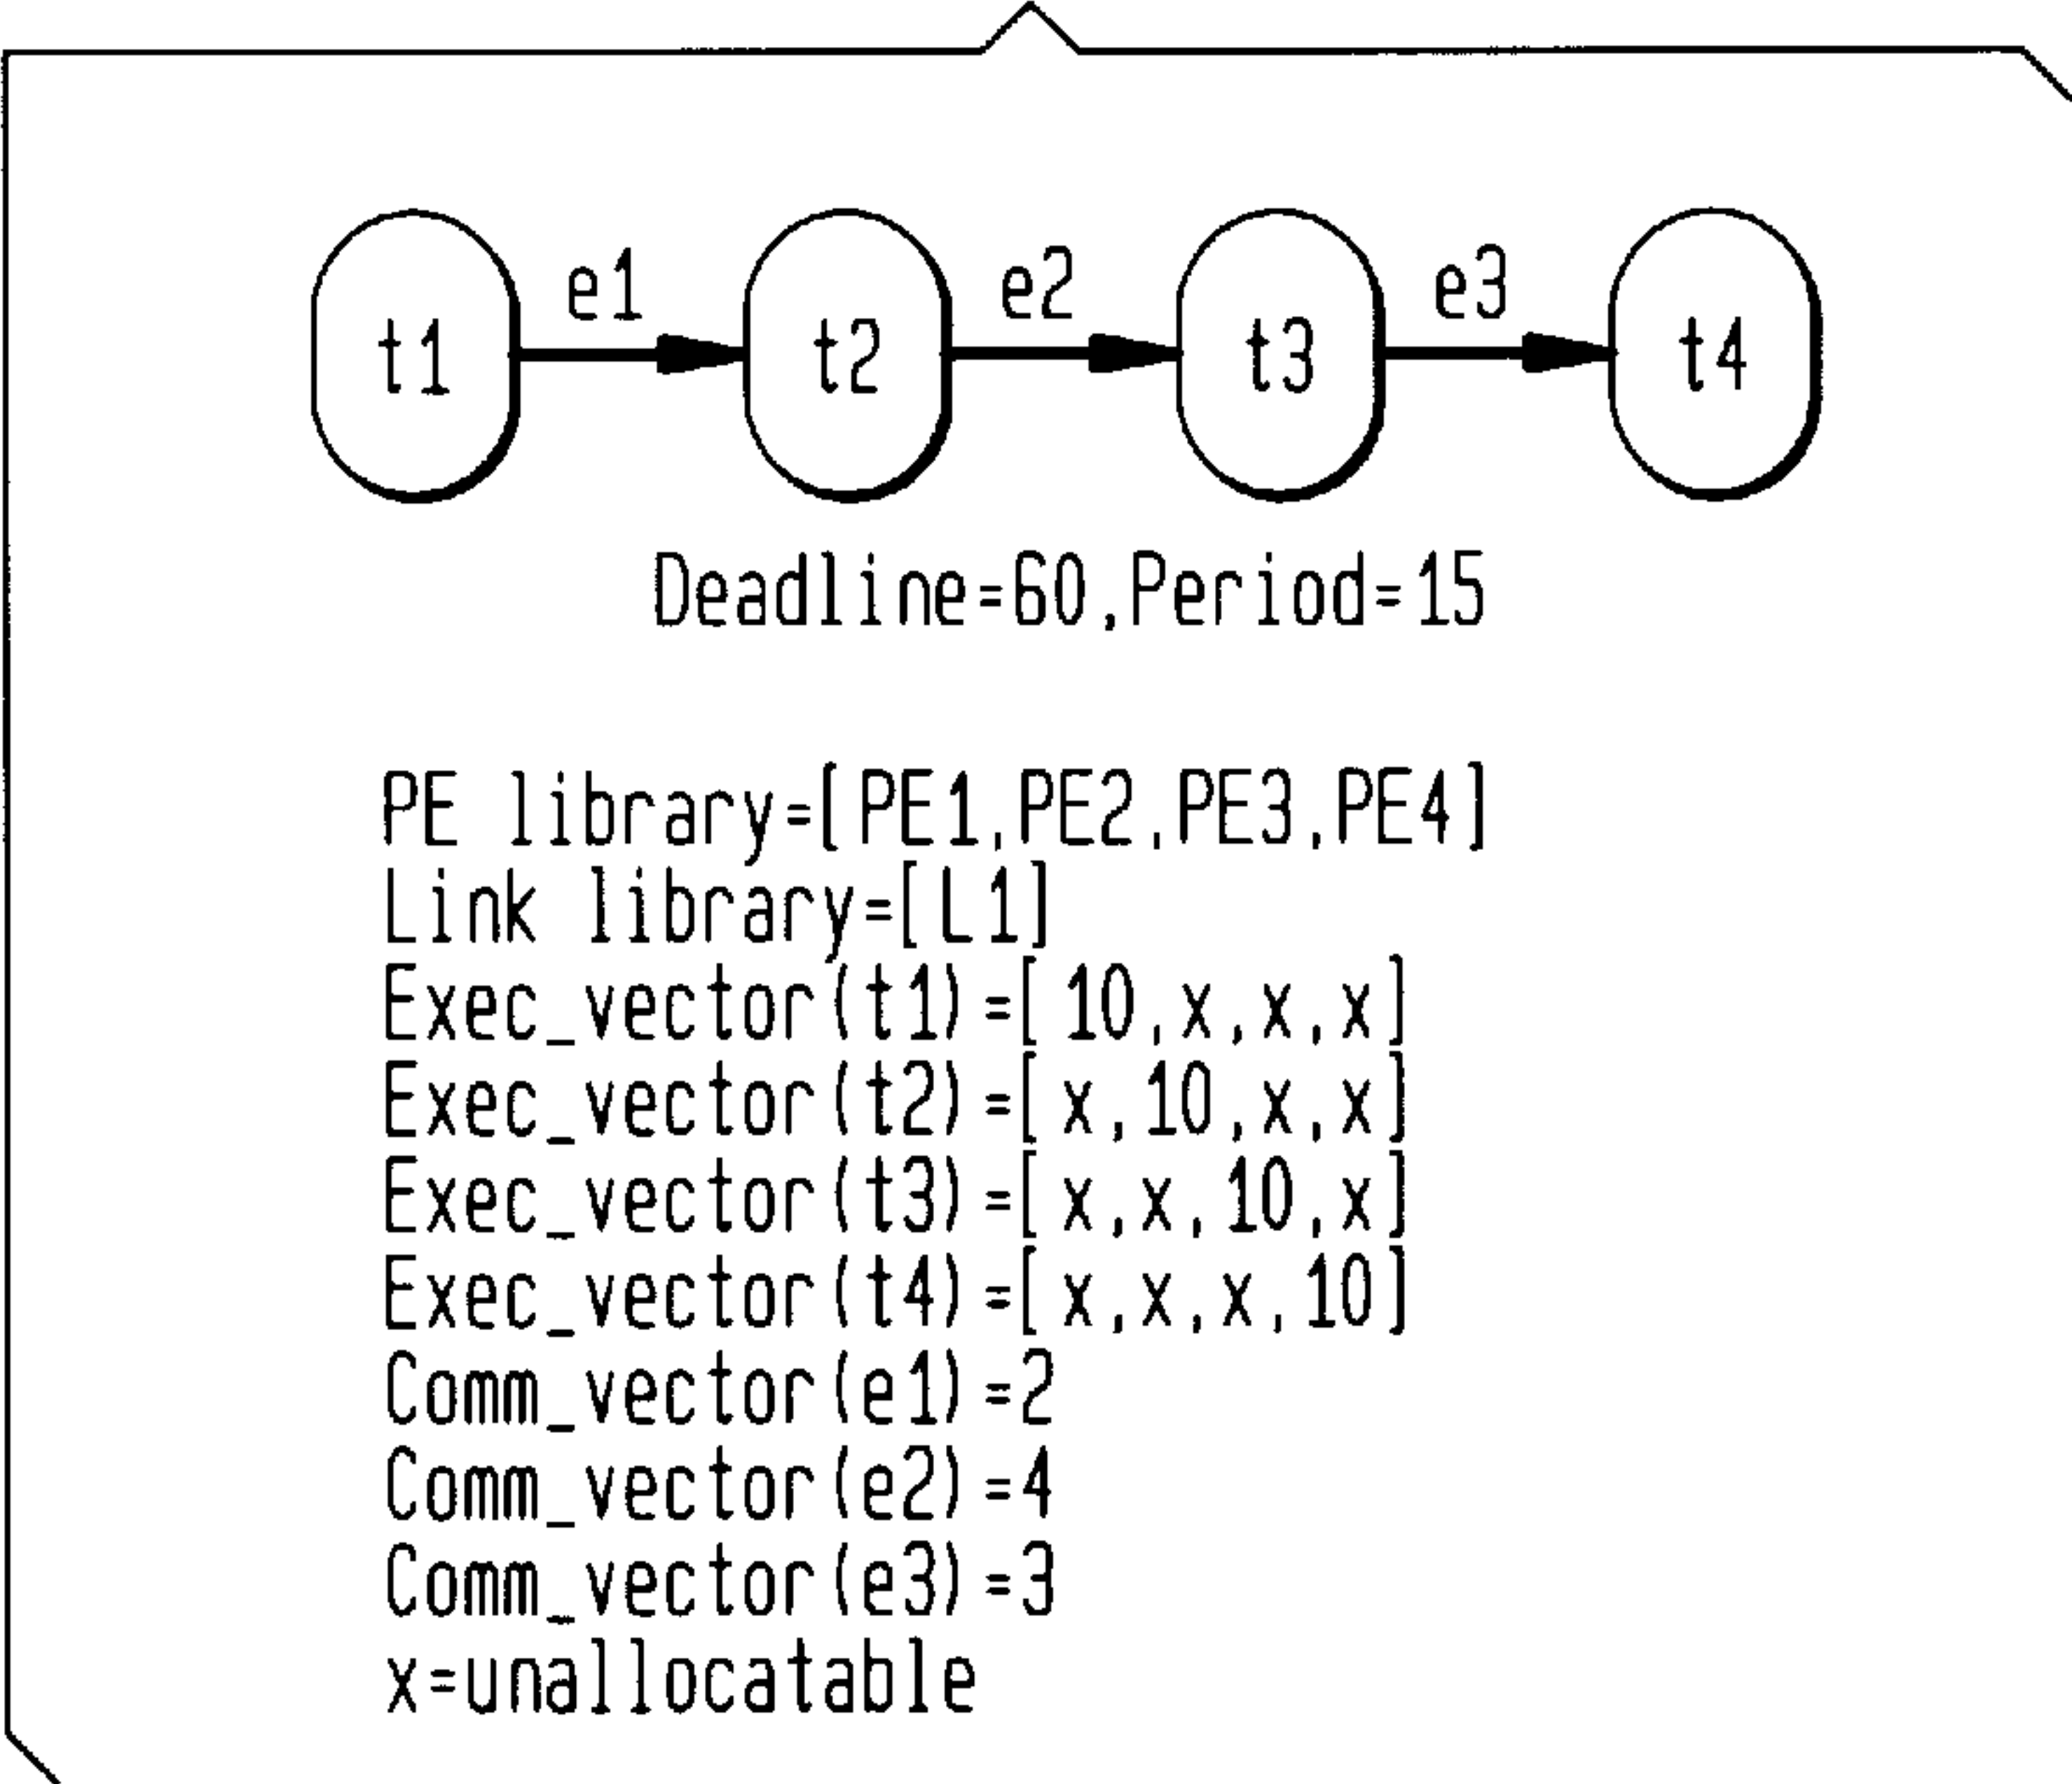 e1 e2 e3
t1 t2 t3 t4
Deadline=60,Period=15
PE library=[PE1,PE2,PE3,PE4]
Link library=[L1]
Exec_vector(t1)=[10,x,x,x]
Exec_vector(t2)=[x,10,x,x]
Exec_vector(t3)=[x,x,10,x]
Exec_vector(t4)=[x,x,x,10]
Comm_vector(e1)=2
Comm_vector(e2)=4
Comm_vector(e3)=3
x=unallocatable